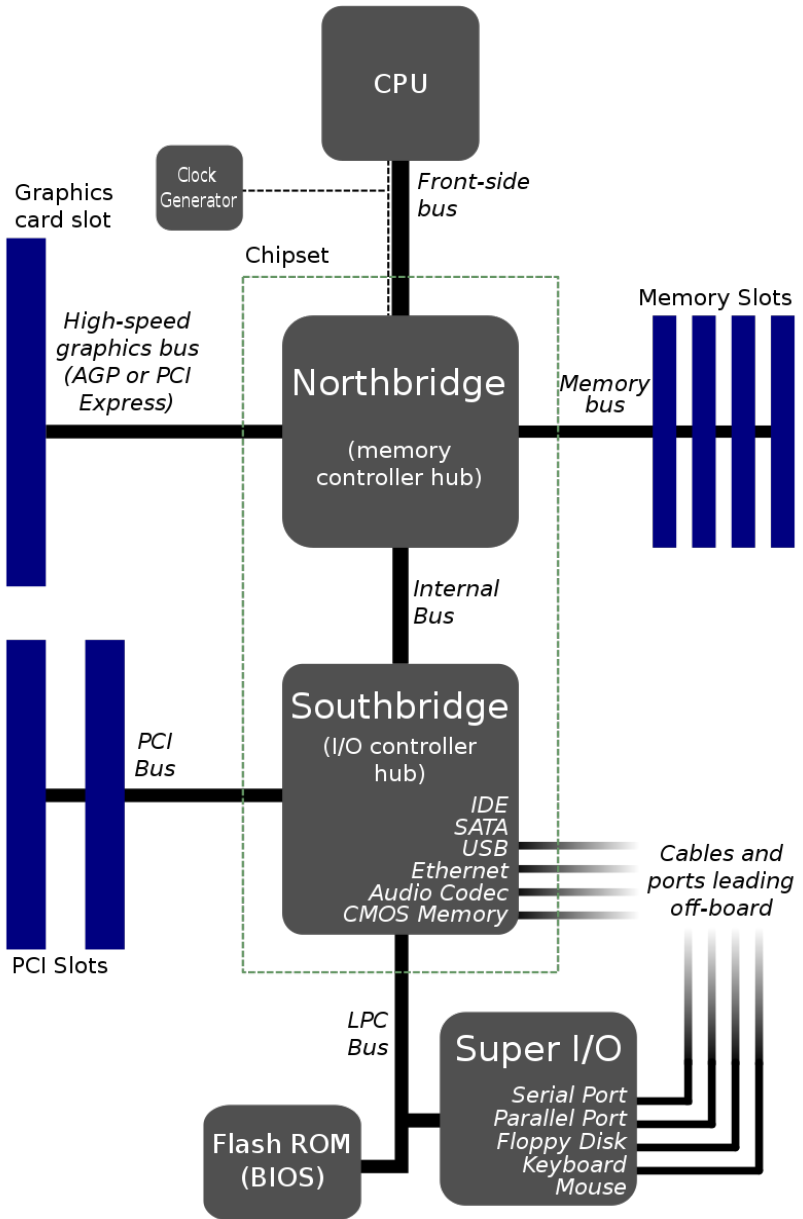 CPU
Clock
Generator
Front-side
bus
Graphics
card slot
Chipset
High-speed
graphics bus
(AGP or PCI
Express)
Northbridge
(memory
controller hub)
Memory Slots
Memory
bus
Internal
Bus
Southbridge
(I/O controller
hub)
PCI
Bus
IDE
SATA
USB
Ethernet
Audio Codec
CMOS Memory
Cables and
ports leading
off-board
PCI Slots
LPC
Bus
Super I/O
Serial Port
Parallel Port
Floppy Disk
Keyboard
Mouse
Flash ROM
(BIOS)